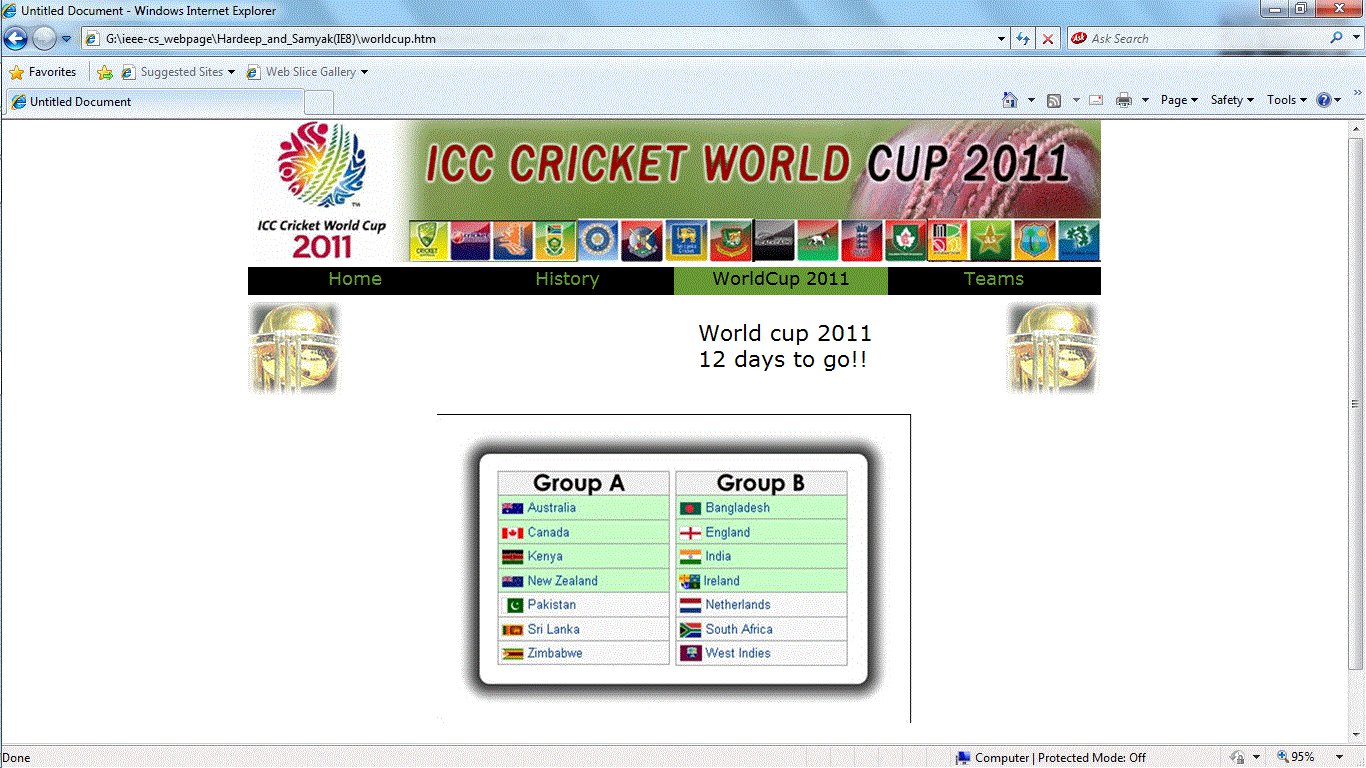 Untitled Document - Windows Internet Explorer
G:\ieee-cs_webpage\Hardeep_and_Samyak(IE8)\worldcup.htm
Ask Search
Favorites
Suggested Sites
Web Slice Gallery
Untitled Document
Page
Safety
Tools
ICC CRICKET WORLD CUP 2011
TM
ICC Cricket World Cup
2011
Home
History
WorldCup 2011
Teams
World cup 2011
12 days to go!!
Group A
Australia
Canada
Kenya
New Zealand
Pakistan
Sri Lanka
Zimbabwe
Group B
Bangladesh
England
India
Ireland
Netherlands
South Africa
West Indies
Done
Computer | Protected Mode: Off
95%